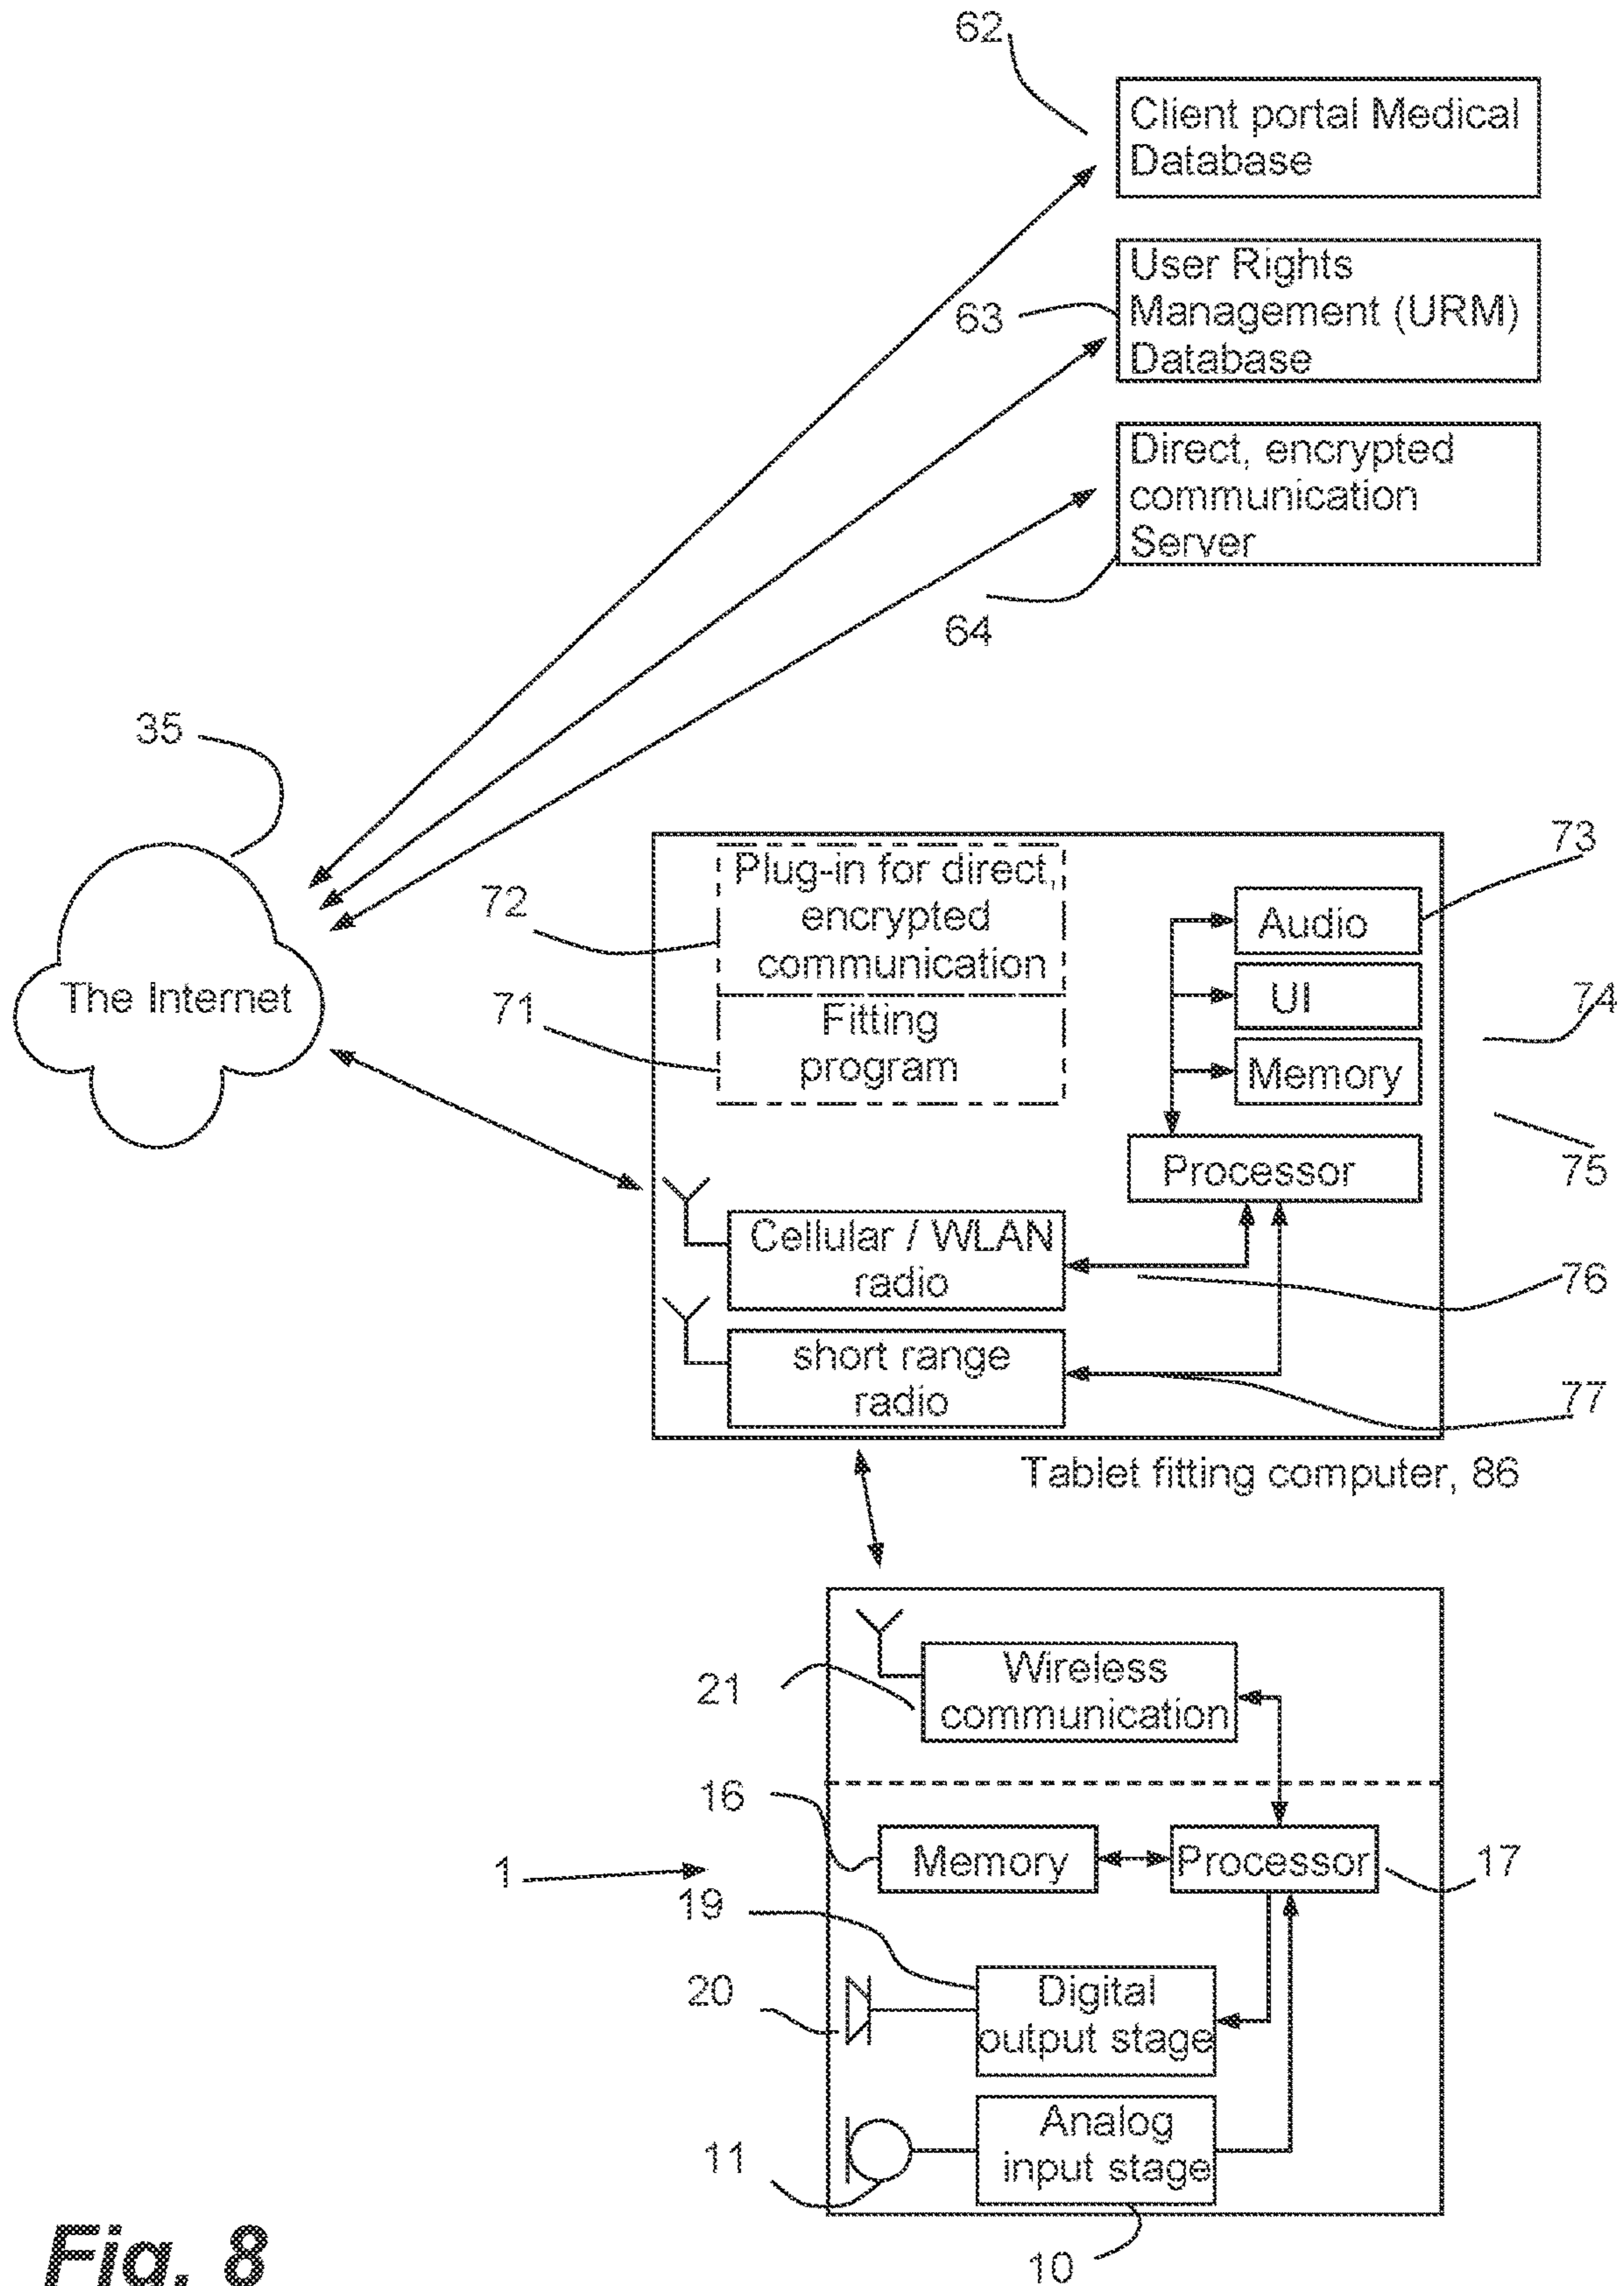 62
Client portal Medical
Database
User Rights
Management (URM)
Database
63
Direct, encrypted
communication
Server
64
35
The Internet
Plug-in for direct,
encrypted
communication
72
Fitting
program
71
Audio
73
UI
74
Memory
75
Processor
Cellular / WLAN
radio
76
short range
radio
77
Tablet fitting computer, 86
Wireless
communication
21
16
Memory
Processor
17
1
19
Digital
output stage
20
Analog
input stage
11
10
Fig. 8